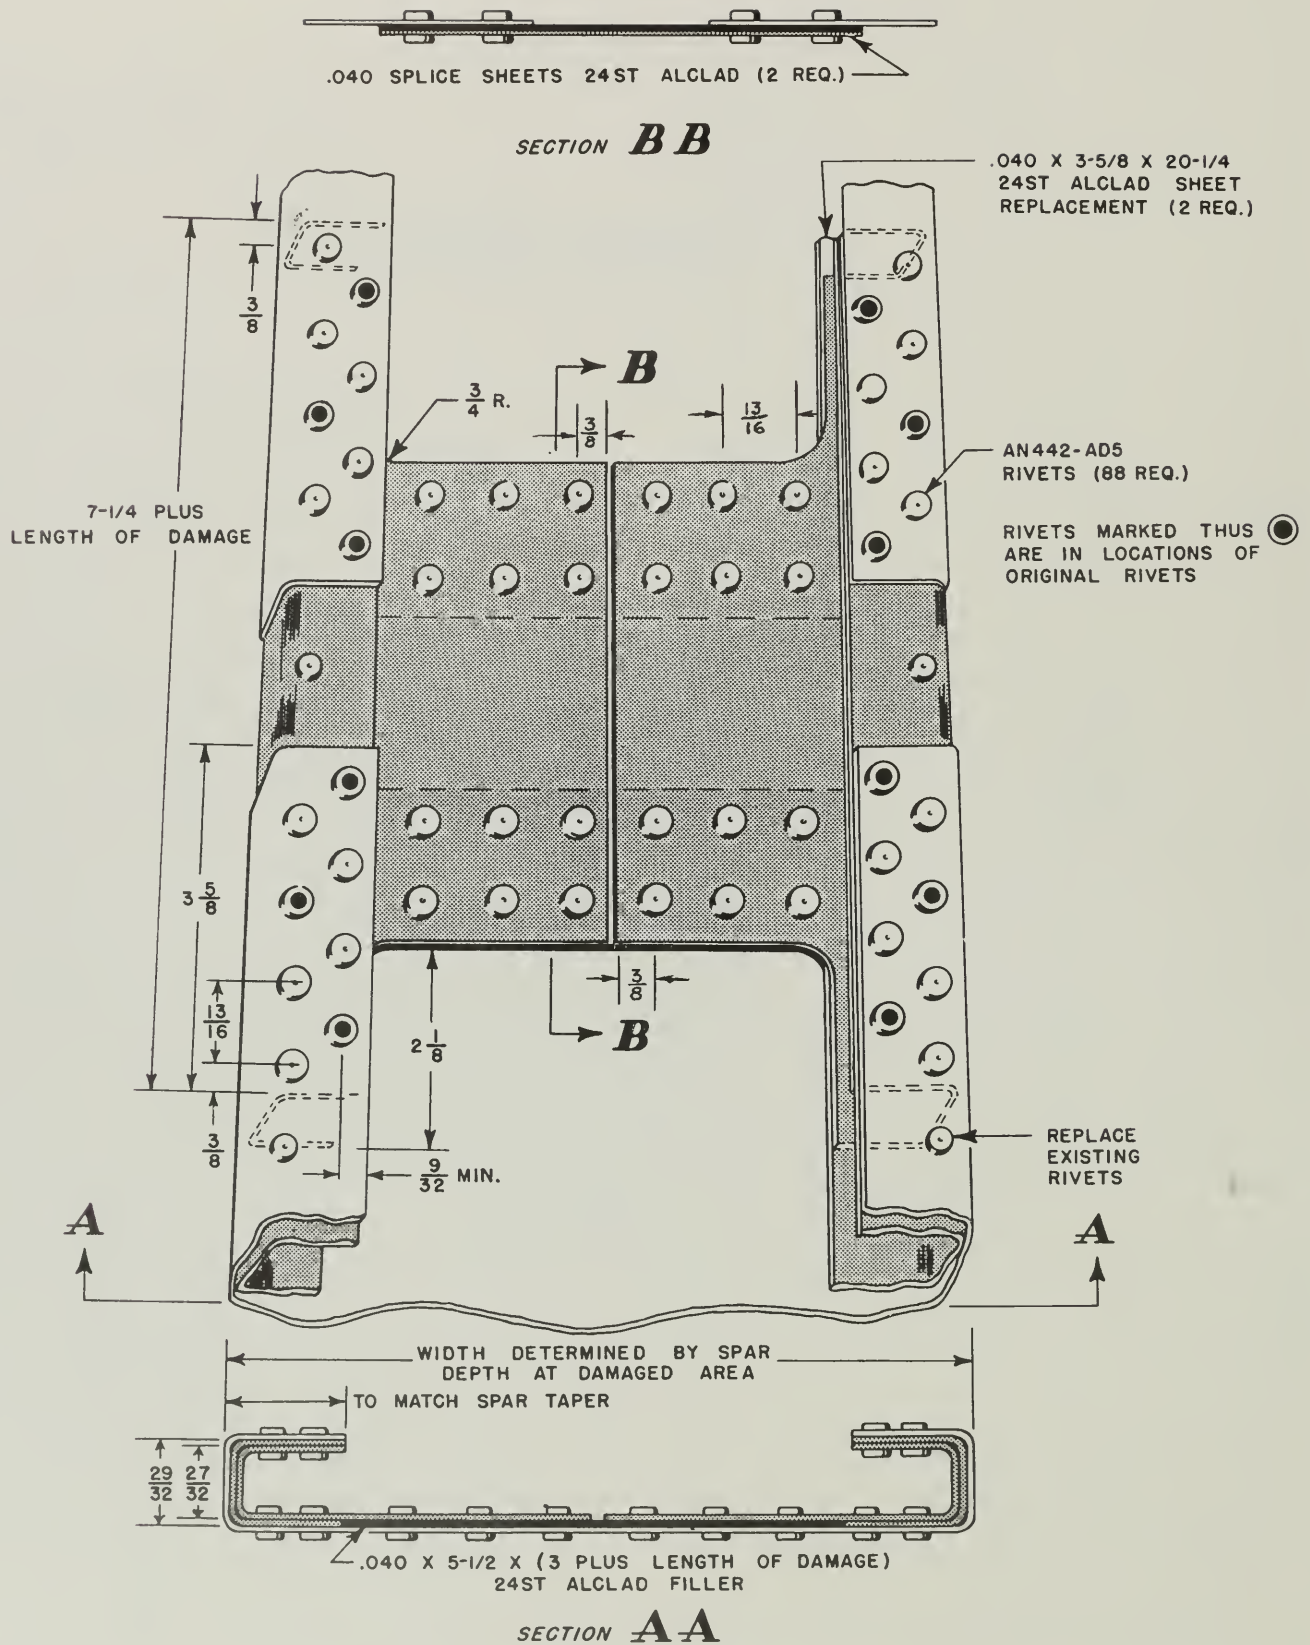 .040 SPLICE SHEETS 24ST ALCLAD (2 REQ.)
SECTION B B
.040 X 3-5/8 X 20-1/4
24ST ALCLAD SHEET
REPLACEMENT (2 REQ.)
3/8
B
3/4 R.
3/8
13/16
AN442-AD5
RIVETS (88 REQ.)
7-1/4 PLUS
LENGTH OF DAMAGE
RIVETS MARKED THUS
ARE IN LOCATIONS OF
ORIGINAL RIVETS
3 5/8
3/8
13/16
B
2 1/8
3/8
9/32 MIN.
REPLACE
EXISTING
RIVETS
A
A
WIDTH DETERMINED BY SPAR
DEPTH AT DAMAGED AREA
TO MATCH SPAR TAPER
29/32
27/32
.040 X 5-1/2 X (3 PLUS LENGTH OF DAMAGE)
24ST ALCLAD FILLER
SECTION A A